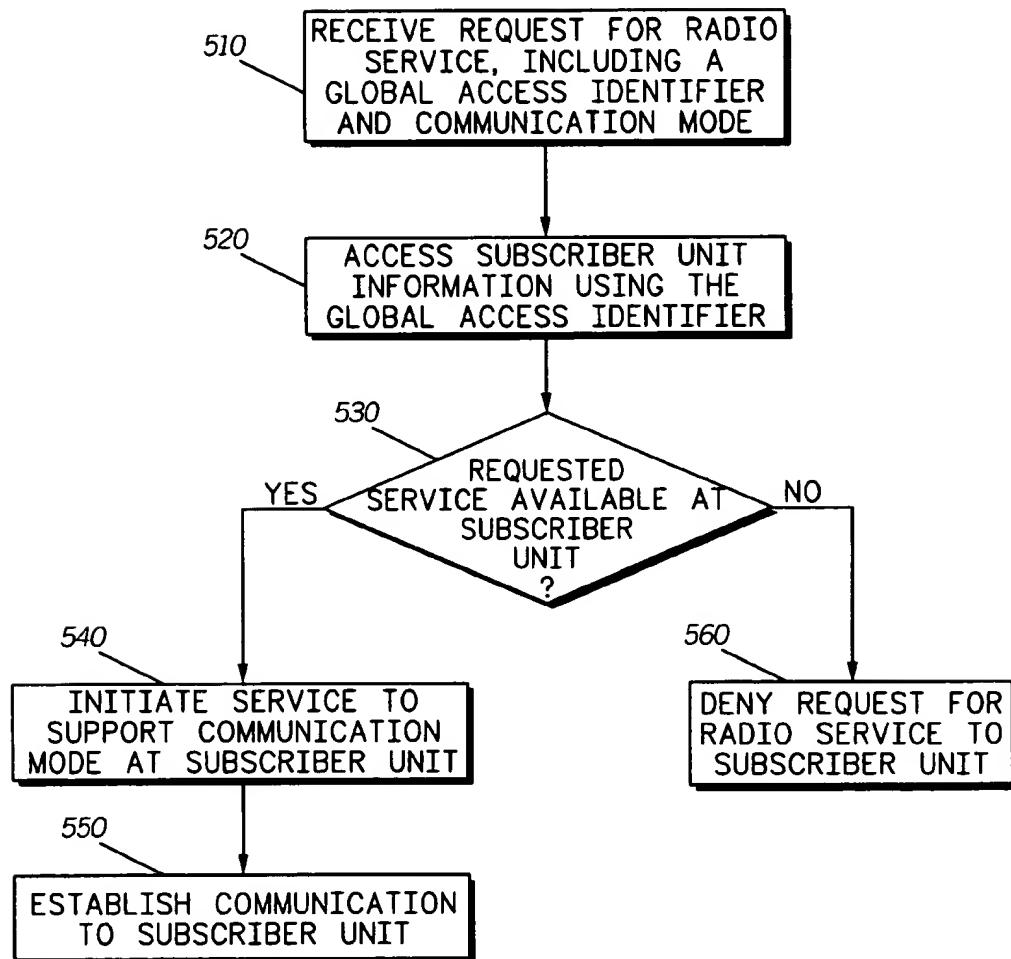 510
RECEIVE REQUEST FOR RADIO
SERVICE, INCLUDING A
GLOBAL ACCESS IDENTIFIER
AND COMMUNICATION MODE
520
ACCESS SUBSCRIBER UNIT
INFORMATION USING THE
GLOBAL ACCESS IDENTIFIER
530
REQUESTED
SERVICE AVAILABLE AT
SUBSCRIBER
UNIT
?
YES
NO
540
INITIATE SERVICE TO
SUPPORT COMMUNICATION
MODE AT SUBSCRIBER UNIT
560
DENY REQUEST FOR
RADIO SERVICE TO
SUBSCRIBER UNIT
550
ESTABLISH COMMUNICATION
TO SUBSCRIBER UNIT